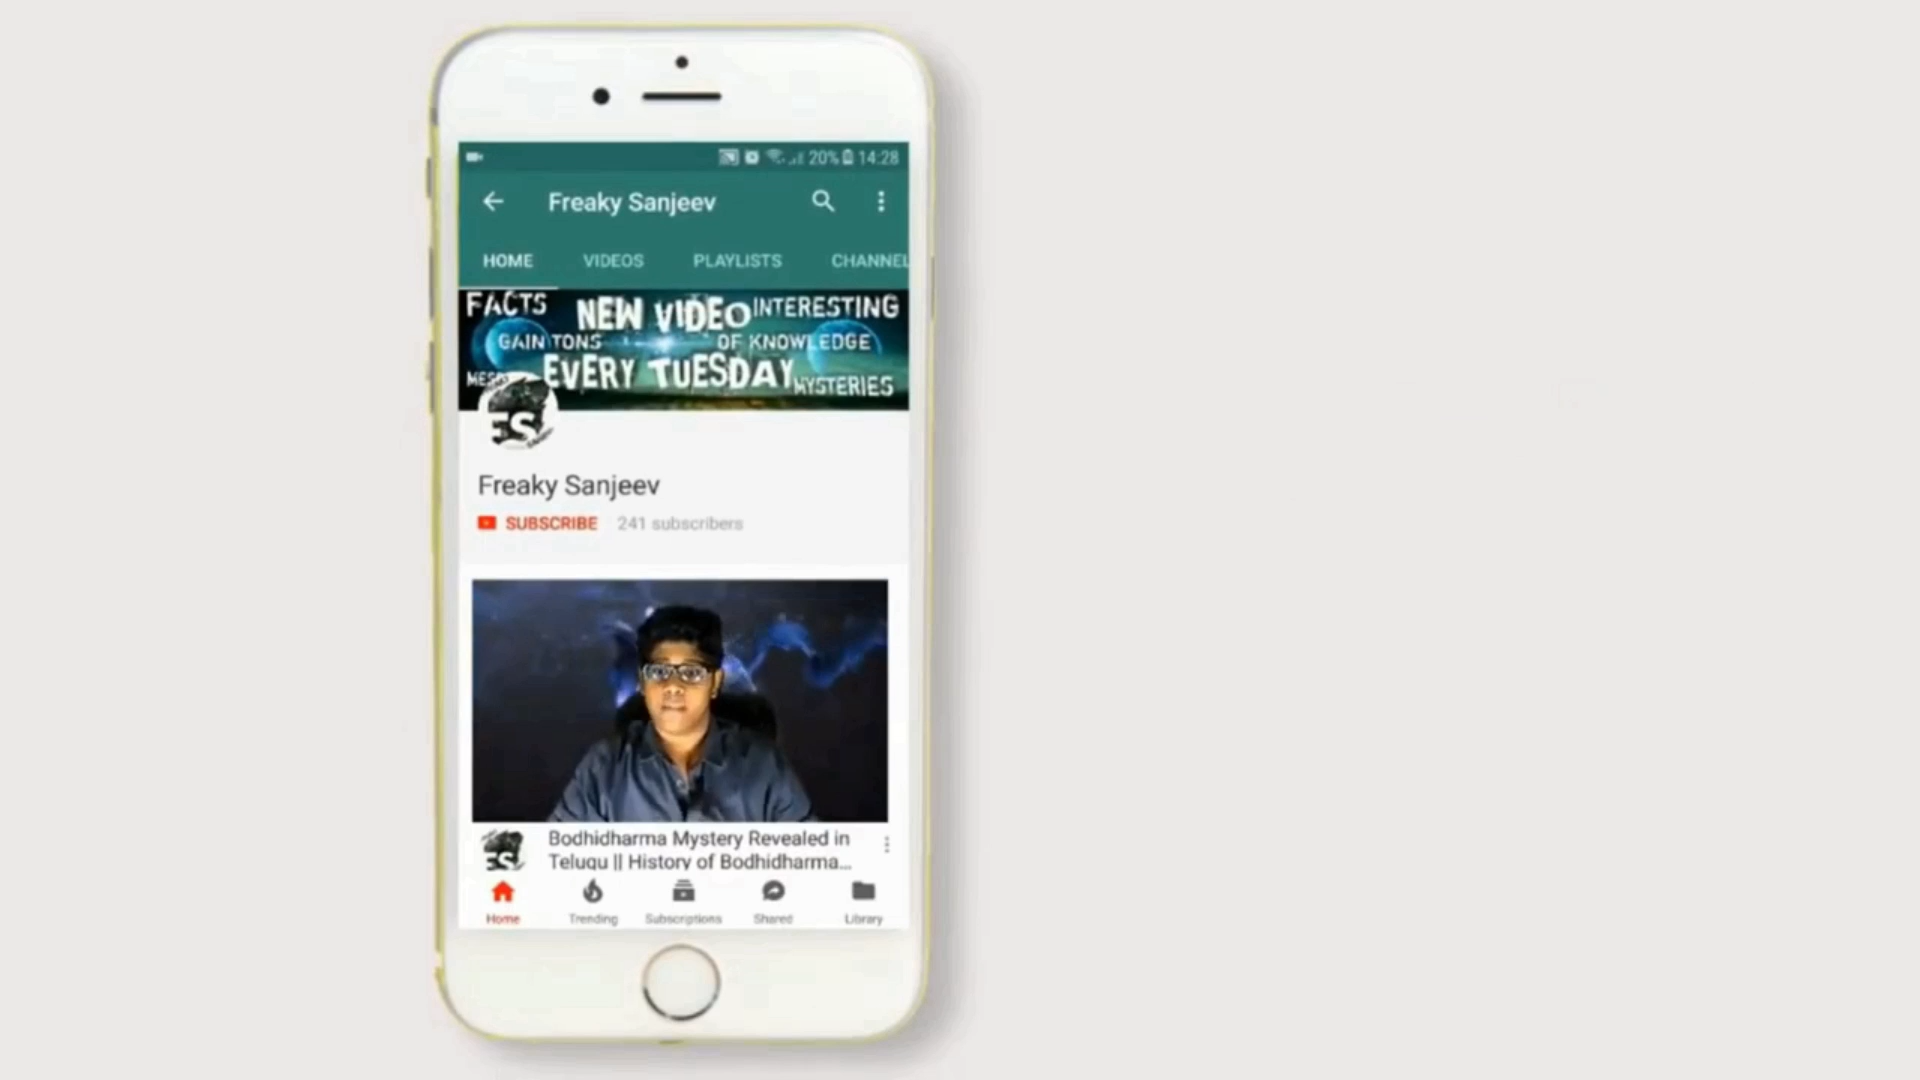 20% 14:28
Freaky Sanjeev
HOME VIDEOS PLAYLISTS CHANNEL
FACTS NEW VIDEO INTERESTING
GAIN TONS OF KNOWLEDGE
EVERY TUESDAY MYSTERIES
Freaky Sanjeev
SUBSCRIBE 241 subscribers
Bodhidharma Mystery Revealed in
Telugu || History of Bodhidharma...
Home Trending Subscriptions Shared Library